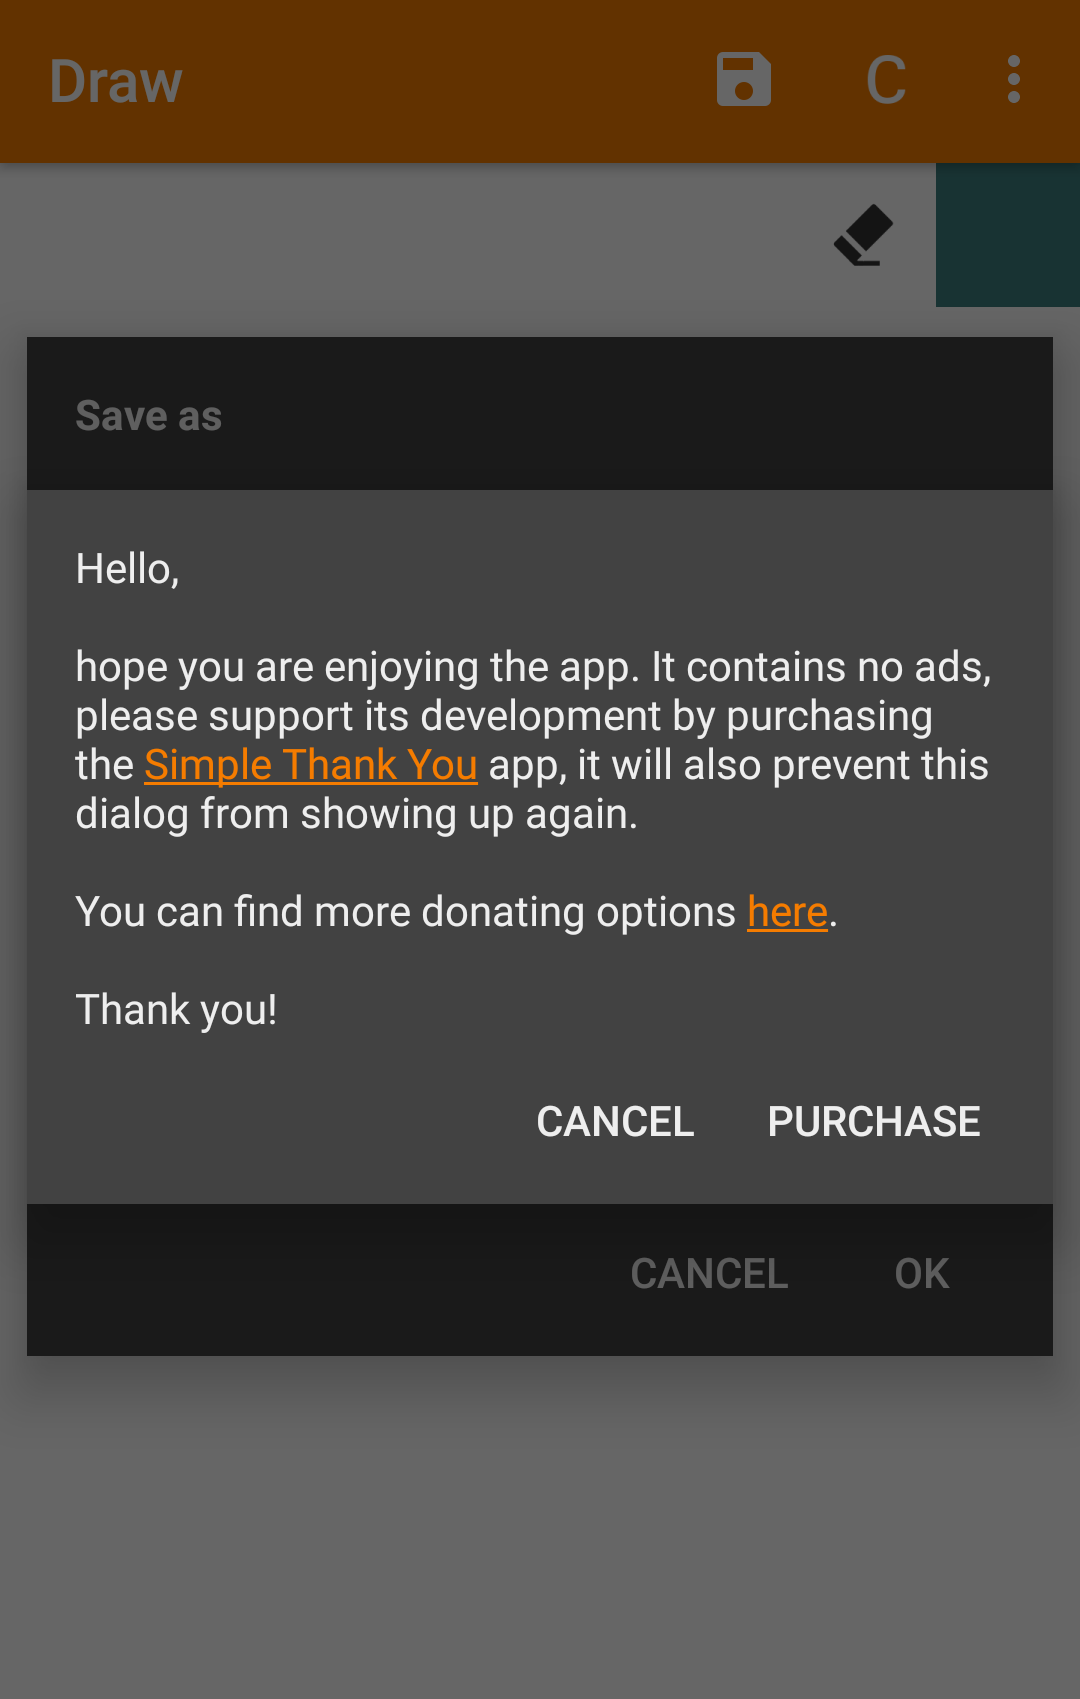 Draw C
Save as
Hello,
hope you are enjoying the app. It contains no ads,
please support its development by purchasing
the Simple Thank You app, it will also prevent this
dialog from showing up again.
You can find more donating options here.
Thank you!
CANCEL PURCHASE
CANCEL OK